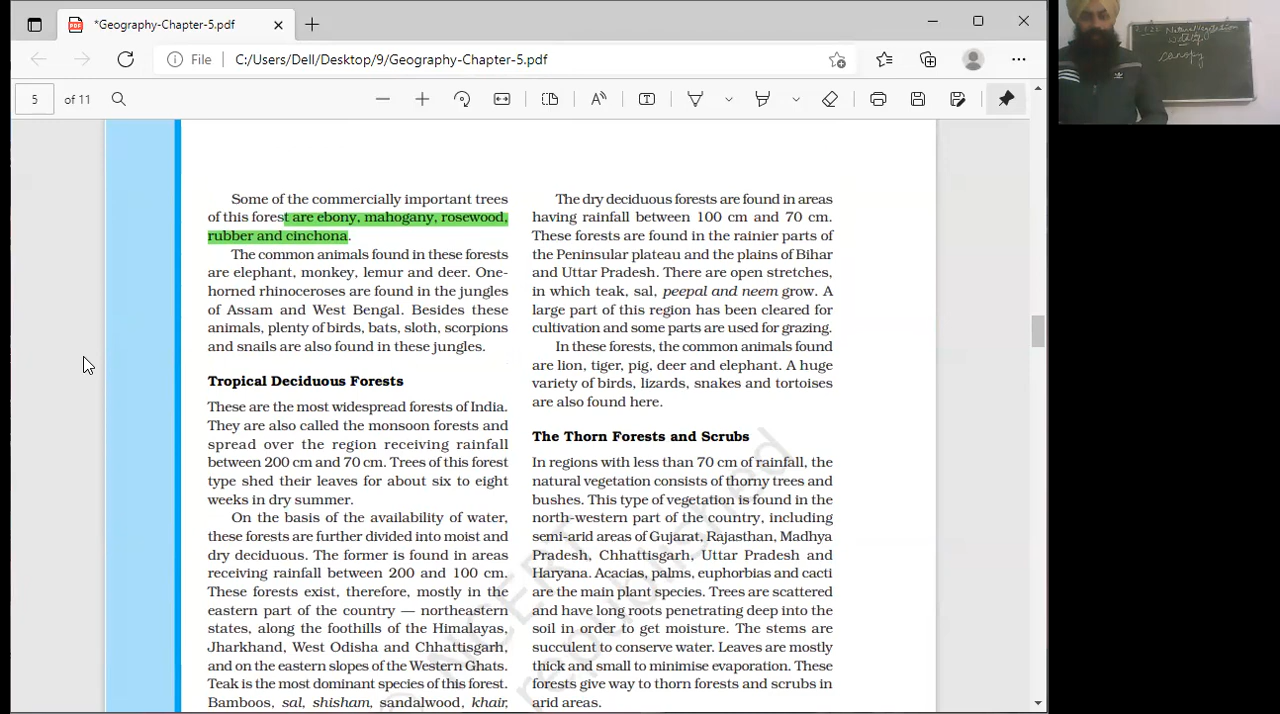 *Geography-Chapter-5.pdf
File
C:/Users/Dell/Desktop/9/Geography-Chapter-5.pdf
5
of 11
Some of the commercially important trees
of this forest are ebony, mahogany, rosewood,
rubber and cinchona.
The common animals found in these forests
are elephant, monkey, lemur and deer. One-
horned rhinoceroses are found in the jungles
of Assam and West Bengal. Besides these
animals, plenty of birds, bats, sloth, scorpions
and snails are also found in these jungles.
Tropical Deciduous Forests
These are the most widespread forests of India.
They are also called the monsoon forests and
spread over the region receiving rainfall
between 200 cm and 70 cm. Trees of this forest
type shed their leaves for about six to eight
weeks in dry summer.
On the basis of the availability of water,
these forests are further divided into moist and
dry deciduous. The former is found in areas
receiving rainfall between 200 and 100 cm.
These forests exist, therefore, mostly in the
eastern part of the country — northeastern
states, along the foothills of the Himalayas,
Jharkhand, West Odisha and Chhattisgarh,
and on the eastern slopes of the Western Ghats.
Teak is the most dominant species of this forest.
Bamboos, sal, shisham, sandalwood, khair,
The dry deciduous forests are found in areas
having rainfall between 100 cm and 70 cm.
These forests are found in the rainier parts of
the Peninsular plateau and the plains of Bihar
and Uttar Pradesh. There are open stretches,
in which teak, sal, peepal and neem grow. A
large part of this region has been cleared for
cultivation and some parts are used for grazing.
In these forests, the common animals found
are lion, tiger, pig, deer and elephant. A huge
variety of birds, lizards, snakes and tortoises
are also found here.
The Thorn Forests and Scrubs
In regions with less than 70 cm of rainfall, the
natural vegetation consists of thorny trees and
bushes. This type of vegetation is found in the
north-western part of the country, including
semi-arid areas of Gujarat, Rajasthan, Madhya
Pradesh, Chhattisgarh, Uttar Pradesh and
Haryana. Acacias, palms, euphorbias and cacti
are the main plant species. Trees are scattered
and have long roots penetrating deep into the
soil in order to get moisture. The stems are
succulent to conserve water. Leaves are mostly
thick and small to minimise evaporation. These
forests give way to thorn forests and scrubs in
arid areas.
© NCERT
republished
Natural Vegetation
canopy